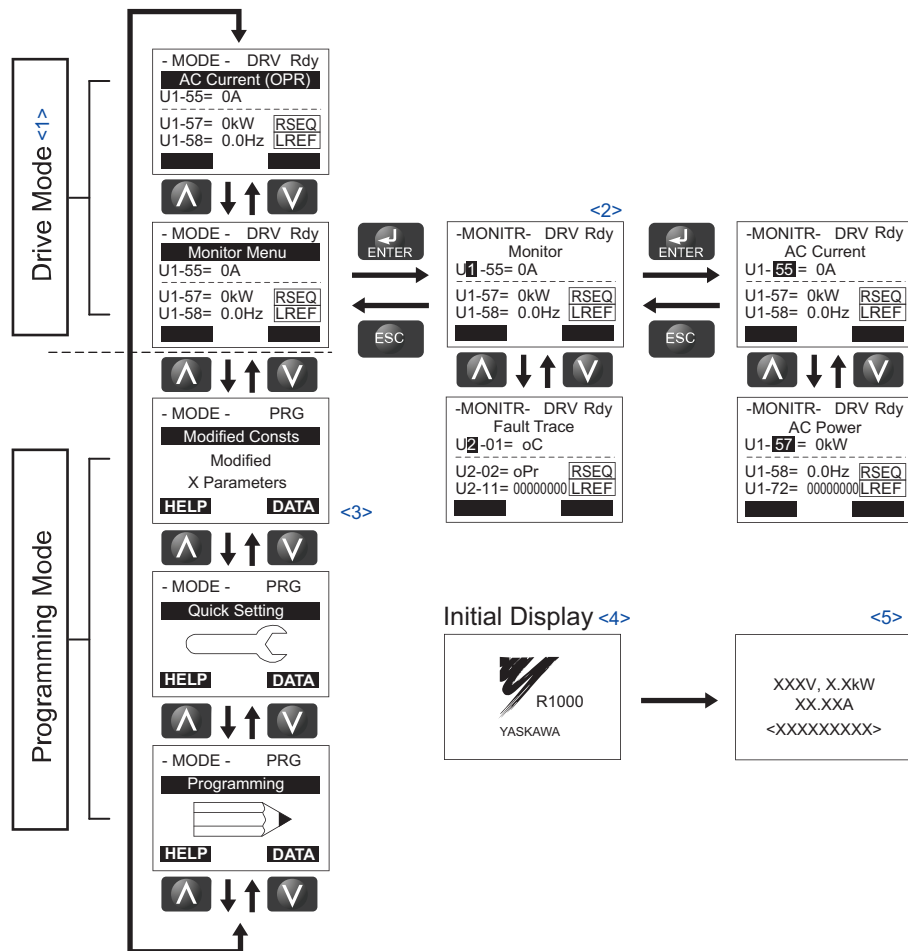 Drive Mode <1>
- MODE - DRV Rdy
AC Current (OPR)
U1-55= 0A
U1-57= 0kW RSEQ
U1-58= 0.0Hz LREF
- MODE - DRV Rdy
Monitor Menu
U1-55= 0A
U1-57= 0kW RSEQ
U1-58= 0.0Hz LREF
ENTER
ESC
<2>
-MONITR- DRV Rdy
Monitor
U1 -55= 0A
U1-57= 0kW RSEQ
U1-58= 0.0Hz LREF
ENTER
ESC
-MONITR- DRV Rdy
AC Current
U1- 55 = 0A
U1-57= 0kW RSEQ
U1-58= 0.0Hz LREF
-MONITR- DRV Rdy
Fault Trace
U2 -01= oC
U2-02= oPr RSEQ
U2-11= 00000000 LREF
-MONITR- DRV Rdy
AC Power
U1- 57 = 0kW
U1-58= 0.0Hz RSEQ
U1-72= 00000000 LREF
Programming Mode
- MODE - PRG
Modified Consts
Modified
X Parameters
HELP DATA
<3>
- MODE - PRG
Quick Setting
HELP DATA
- MODE - PRG
Programming
HELP DATA
Initial Display <4>
R1000
YASKAWA
<5>
XXXV, X.XkW
XX.XXA
<XXXXXXXXX>